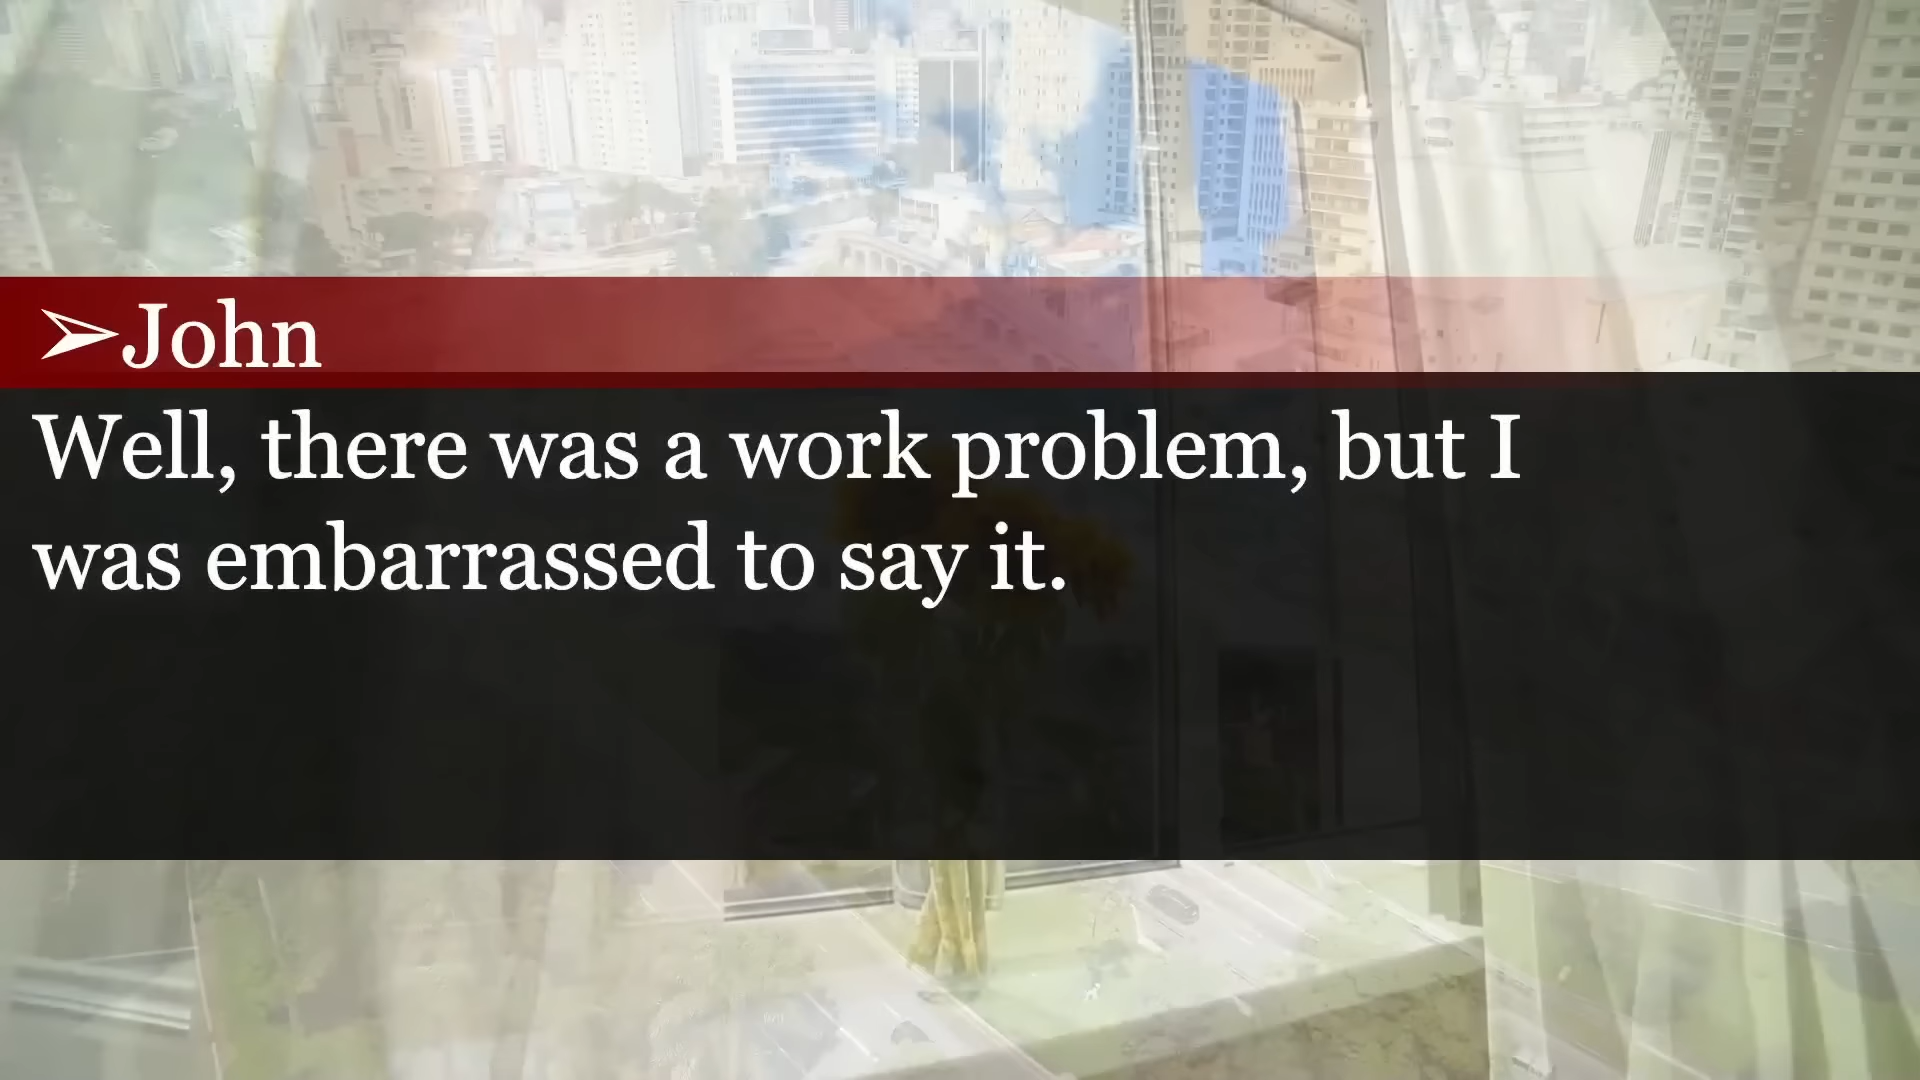 ➢John
Well, there was a work problem, but I
was embarrassed to say it.